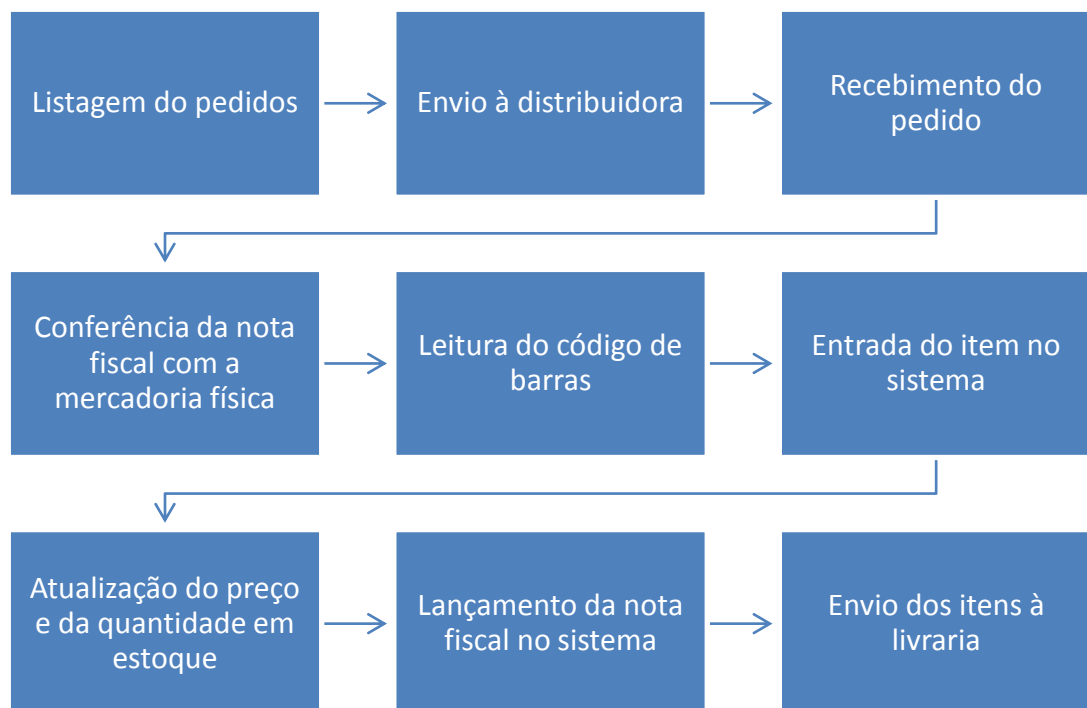 Listagem do pedidos
Envio à distribuidora
Recebimento do
pedido
Conferência da nota
fiscal com a
mercadoria física
Leitura do código de
barras
Entrada do item no
sistema
Atualização do preço
e da quantidade em
estoque
Lançamento da nota
fiscal no sistema
Envio dos itens à
livraria